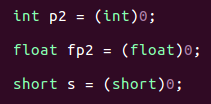 int p2 = (int)0;
float fp2 = (float)0;
short s = (short)0;